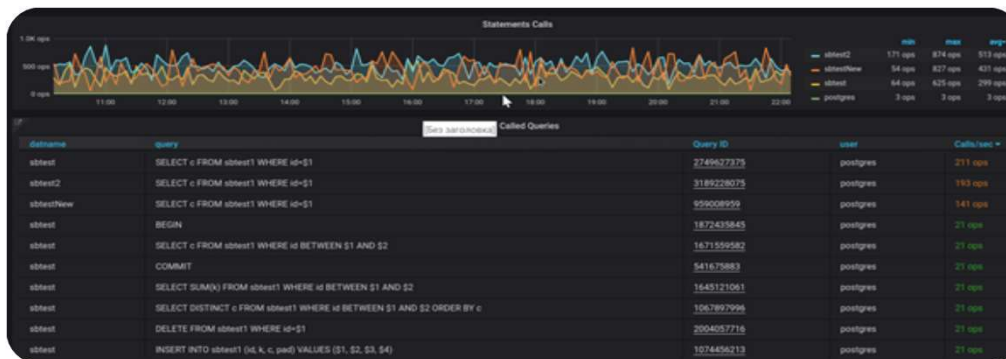 Statements Calls
1.0K ops
500 ops
0 ops
11:00 12:00 13:00 14:00 15:00 16:00 17:00 18:00 19:00 20:00 21:00 22:00
min max avg
sbtest2 171 ops 874 ops 513 ops
sbtestNew 54 ops 827 ops 431 ops
sbtest 64 ops 625 ops 299 ops
postgres 3 ops 3 ops 3 ops
[Без заголовка] Called Queries
datname query Query ID user Calls/sec
sbtest SELECT c FROM sbtest1 WHERE id=$1 2749627375 postgres 211 ops
sbtest2 SELECT c FROM sbtest1 WHERE id=$1 3189228075 postgres 193 ops
sbtestNew SELECT c FROM sbtest1 WHERE id=$1 959008959 postgres 141 ops
sbtest BEGIN 1872435845 postgres 21 ops
sbtest SELECT c FROM sbtest1 WHERE id BETWEEN $1 AND $2 1671559582 postgres 21 ops
sbtest COMMIT 541675883 postgres 21 ops
sbtest SELECT SUM(k) FROM sbtest1 WHERE id BETWEEN $1 AND $2 1645121061 postgres 21 ops
sbtest SELECT DISTINCT c FROM sbtest1 WHERE id BETWEEN $1 AND $2 ORDER BY c 1067897996 postgres 21 ops
sbtest DELETE FROM sbtest1 WHERE id=$1 2004057716 postgres 21 ops
sbtest INSERT INTO sbtest1 (id, k, c, pad) VALUES ($1, $2, $3, $4) 1074456213 postgres 21 ops